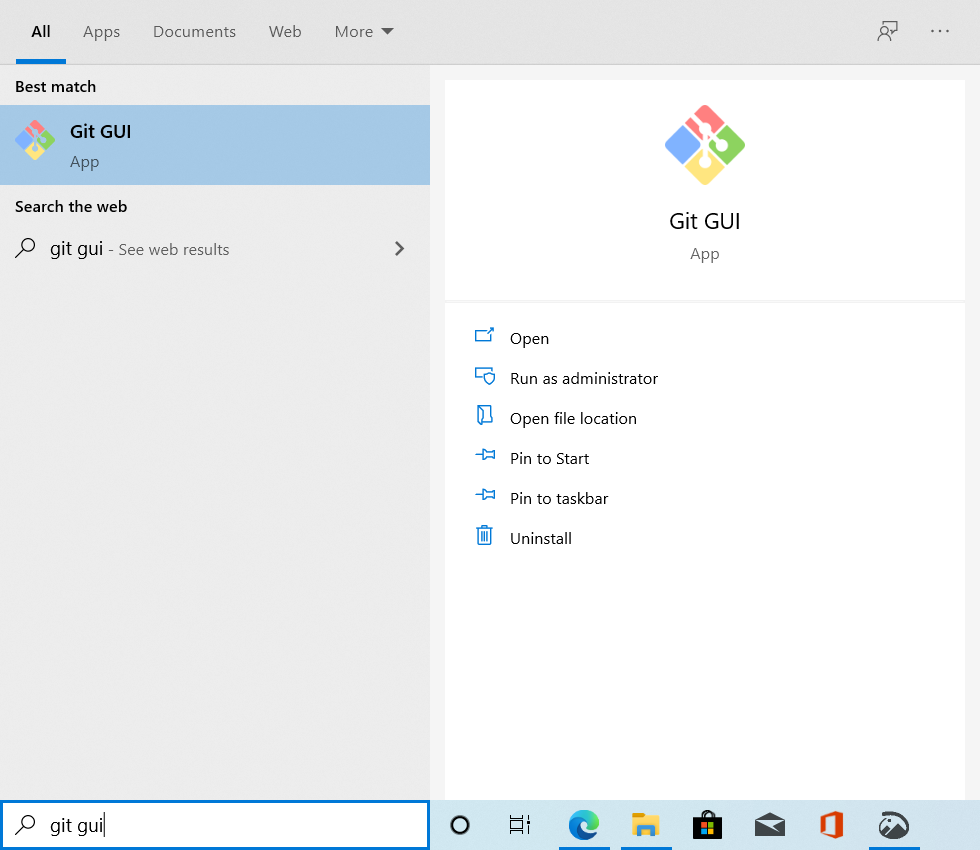 All Apps Documents Web More
Best match
Git GUI
App
Search the web
git gui - See web results
Git GUI
App
Open
Run as administrator
Open file location
Pin to Start
Pin to taskbar
Uninstall
git gui